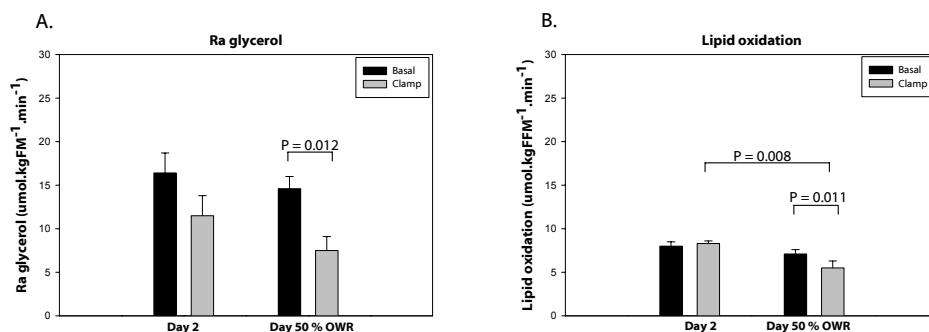 A.
Ra glycerol
30
25
20
15
10
5
0
Ra glycerol (umol.kgFM⁻¹.min⁻¹)
Basal
Clamp
P = 0.012
Day 2
Day 50 % OWR
B.
Lipid oxidation
30
25
20
15
10
5
0
Lipid oxidation (umol.kgFFM⁻¹.min⁻¹)
Basal
Clamp
P = 0.008
P = 0.011
Day 2
Day 50 % OWR